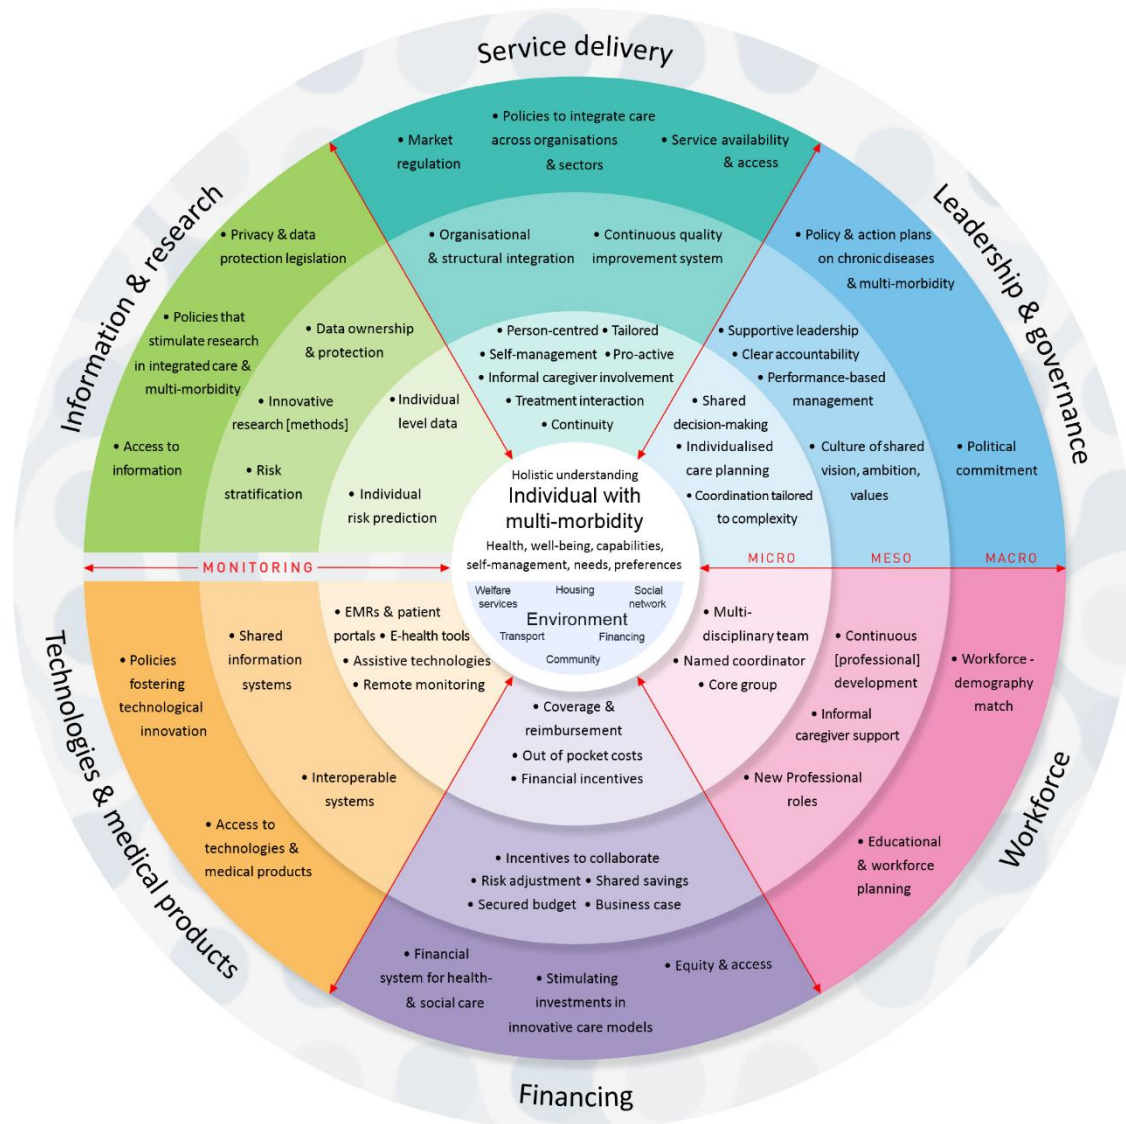 Service delivery
• Policies to integrate care
across organisations
& sectors
• Market
regulation
• Service availability
& access
• Organisational
& structural integration
• Continuous quality
improvement system
• Person-centred • Tailored
• Self-management • Pro-active
• Informal caregiver involvement
• Treatment interaction
• Continuity
Leadership & governance
• Policy & action plans
on chronic diseases
& multi-morbidity
• Political
commitment
• Supportive leadership
• Clear accountability
• Performance-based
management
• Culture of shared
vision, ambition,
values
• Shared
decision-making
• Individualised
care planning
• Coordination tailored
to complexity
Information & research
• Privacy & data
protection legislation
• Policies that
stimulate research
in integrated care &
multi-morbidity
• Access to
information
• Data ownership
& protection
• Innovative
research [methods]
• Risk
stratification
• Individual
level data
• Individual
risk prediction
Holistic understanding
Individual with
multi-morbidity
Health, well-being, capabilities,
self-management, needs, preferences
Welfare
services
Housing
Social
network
Environment
Transport
Financing
Community
MONITORING
MICRO
MESO
MACRO
Technologies & medical products
• EMRs & patient
portals • E-health tools
• Assistive technologies
• Remote monitoring
• Shared
information
systems
• Interoperable
systems
• Policies
fostering
technological
innovation
• Access to
technologies &
medical products
Workforce
• Multi-
disciplinary team
• Named coordinator
• Core group
• Continuous
[professional]
development
• Informal
caregiver support
• New Professional
roles
• Workforce -
demography
match
• Educational
& workforce
planning
• Coverage &
reimbursement
• Out of pocket costs
• Financial incentives
• Incentives to collaborate
• Risk adjustment • Shared savings
• Secured budget • Business case
• Financial
system for health-
& social care
• Stimulating
investments in
innovative care models
• Equity & access
Financing